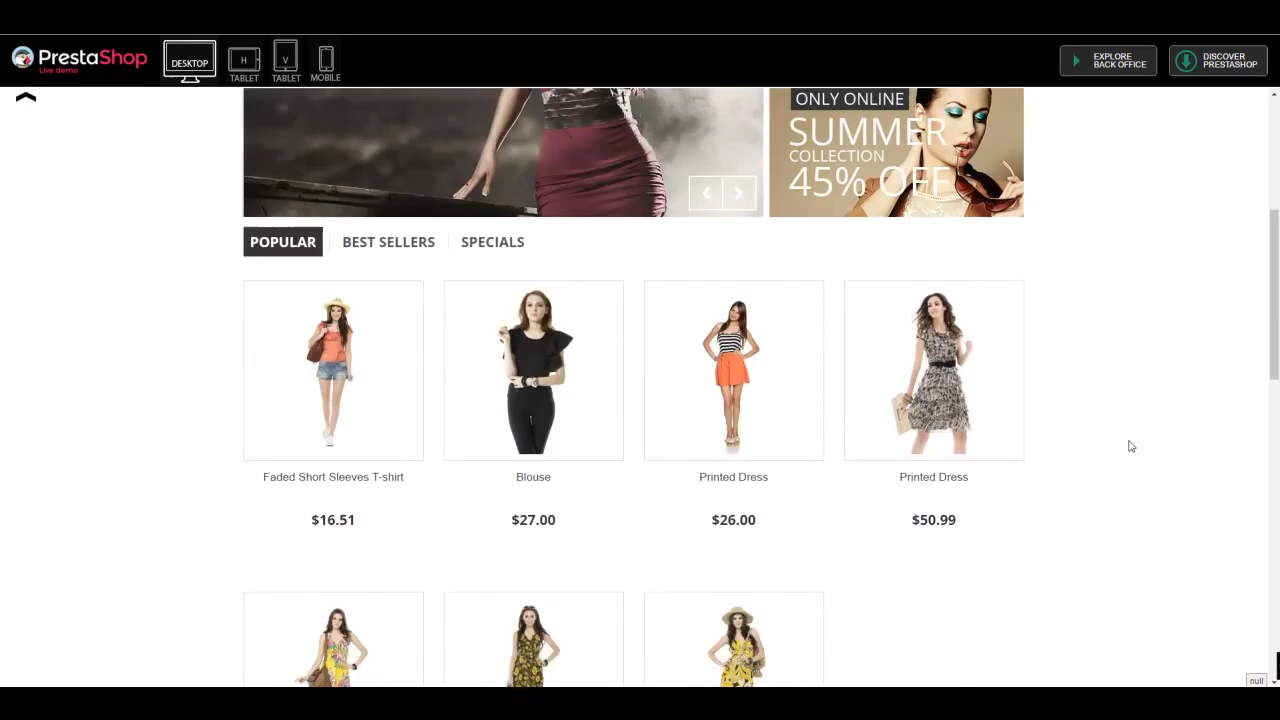 PrestaShop
Live demo
DESKTOP
H
TABLET
V
TABLET
MOBILE
EXPLORE
BACK OFFICE
DISCOVER
PRESTASHOP
ONLY ONLINE
SUMMER
COLLECTION
45% OFF
POPULAR
BEST SELLERS
SPECIALS
Faded Short Sleeves T-shirt
Blouse
Printed Dress
Printed Dress
$16.51
$27.00
$26.00
$50.99
null